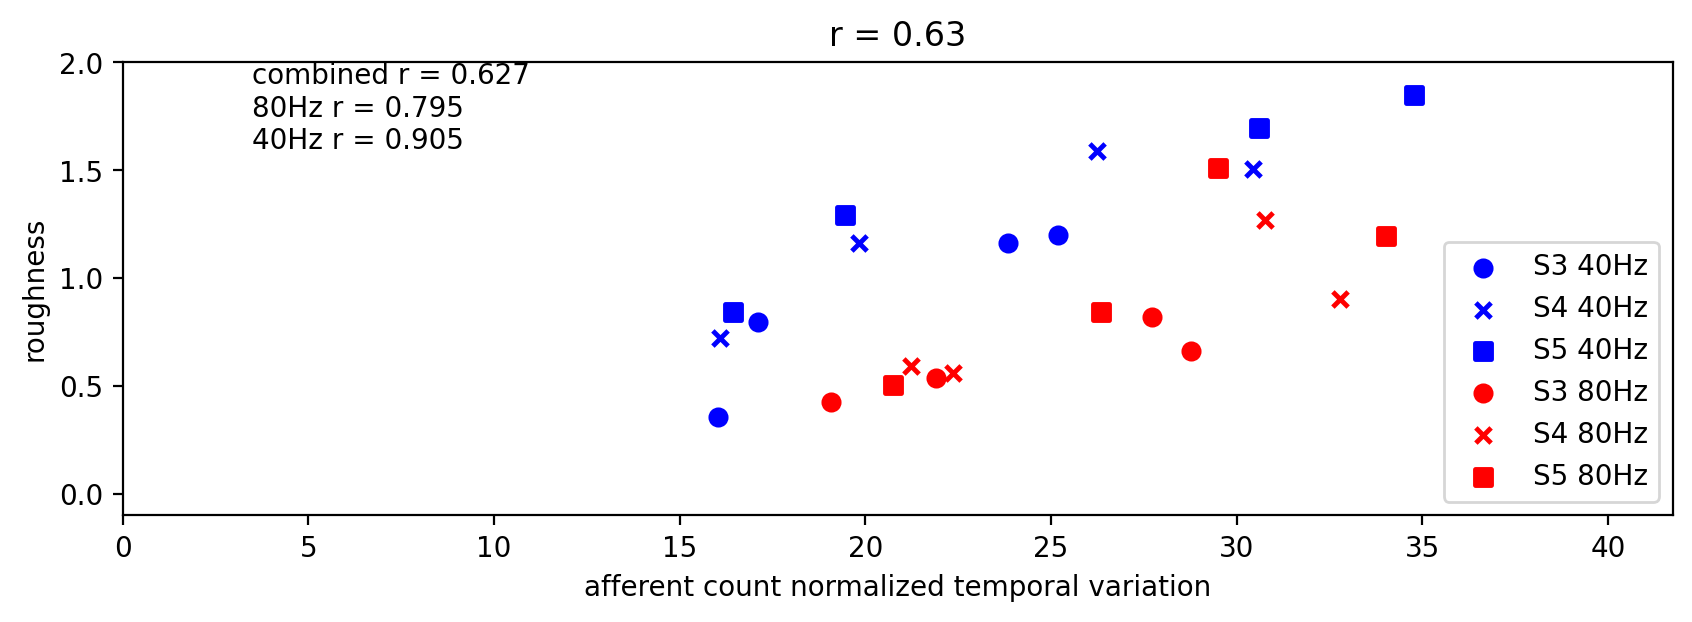 r = 0.63
combined r = 0.627
80Hz r = 0.795
40Hz r = 0.905
2.0
1.5
1.0
0.5
0.0
roughness
S3 40Hz
S4 40Hz
S5 40Hz
S3 80Hz
S4 80Hz
S5 80Hz
0 5 10 15 20 25 30 35 40
afferent count normalized temporal variation